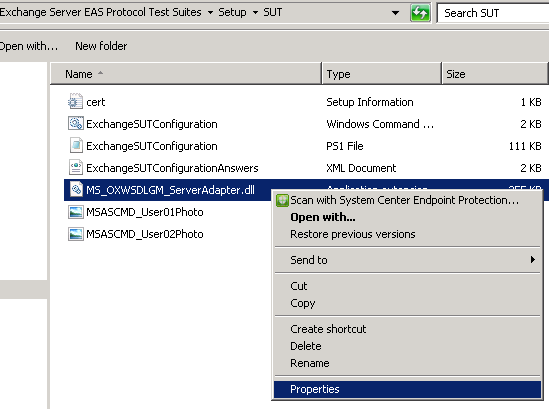 Exchange Server EAS Protocol Test Suites Setup SUT Search SUT
Open with... New folder
Name Type Size
cert Setup Information 1 KB
ExchangeSUTConfiguration Windows Command ... 2 KB
ExchangeSUTConfiguration PS1 File 111 KB
ExchangeSUTConfigurationAnswers XML Document 2 KB
MS_OXWSDLGM_ServerAdapter.dll
MSASCMD_User01Photo
MSASCMD_User02Photo
Scan with System Center Endpoint Protection...
Open with...
Restore previous versions
Send to
Cut
Copy
Create shortcut
Delete
Rename
Properties